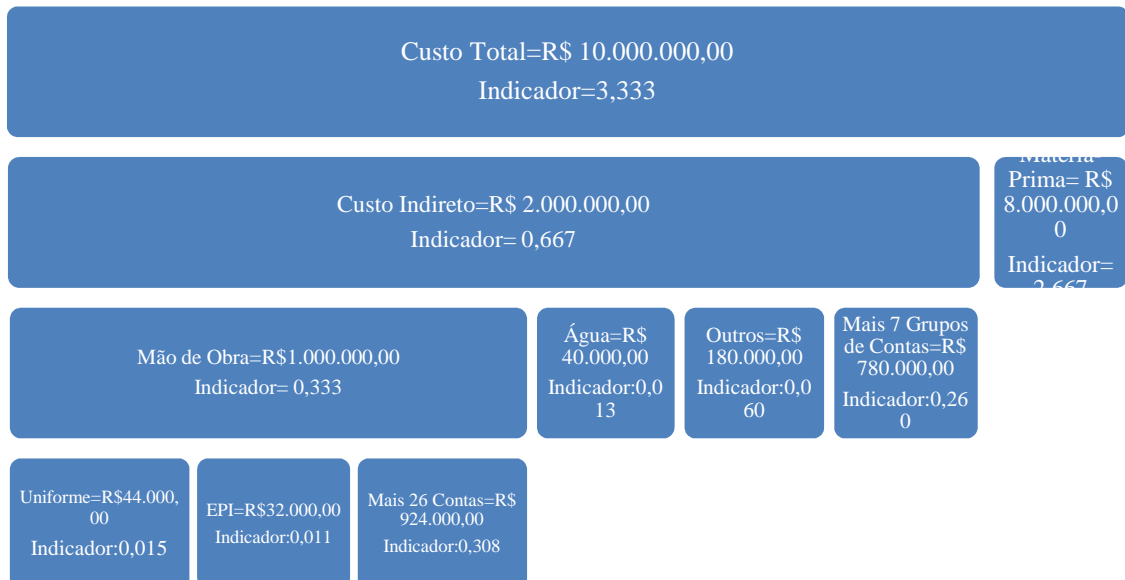 Custo Total=R$ 10.000.000,00
Indicador=3,333
Custo Indireto=R$ 2.000.000,00
Indicador= 0,667
Matéria-
Prima= R$
8.000.000,0
0
Indicador=
2,667
Mão de Obra=R$1.000.000,00
Indicador= 0,333
Água=R$
40.000,00
Indicador:0,0
13
Outros=R$
180.000,00
Indicador:0,0
60
Mais 7 Grupos
de Contas=R$
780.000,00
Indicador:0,26
0
Uniforme=R$44.000,
00
Indicador:0,015
EPI=R$32.000,00
Indicador:0,011
Mais 26 Contas=R$
924.000,00
Indicador:0,308